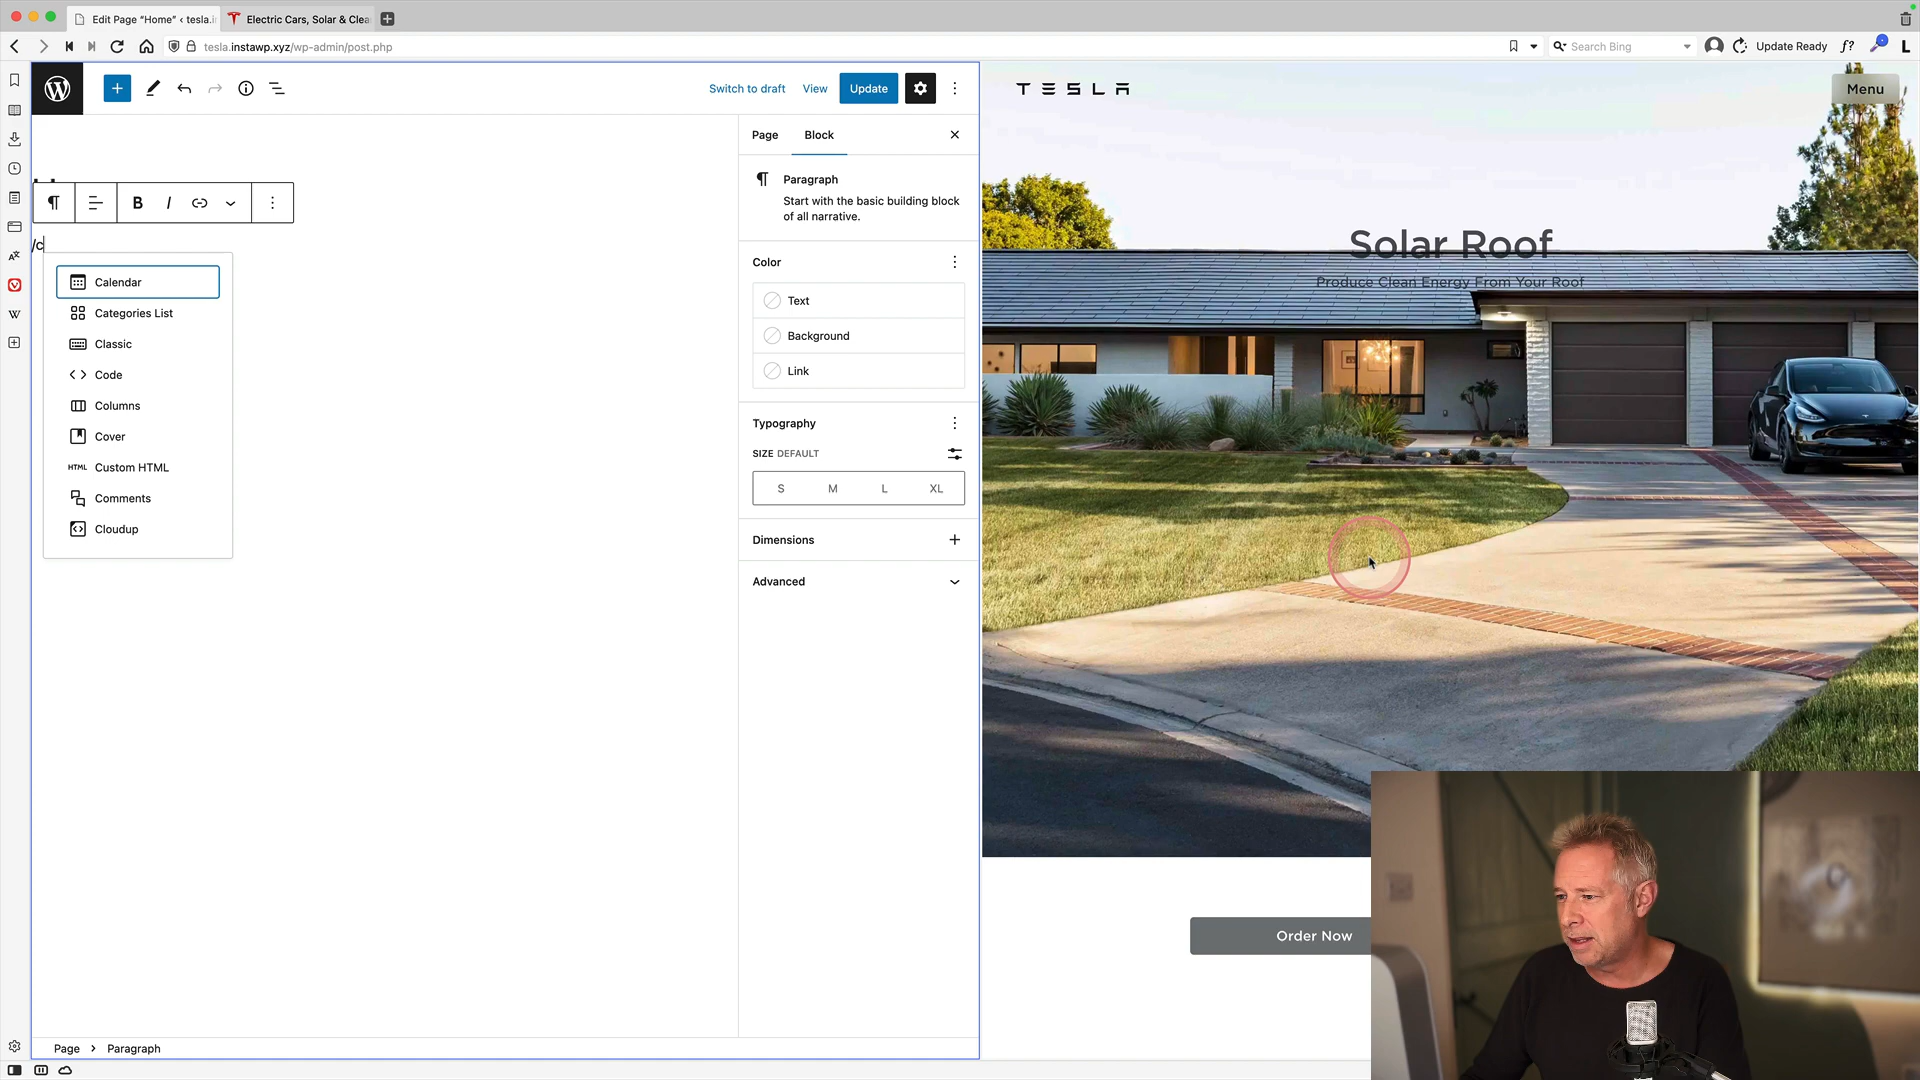 Edit Page “Home” ‹ tesla.i
Electric Cars, Solar & Clea
tesla.instawp.xyz/wp-admin/post.php
Search Bing
Update Ready
f?
L
Switch to draft
View
Update
Page
Block
Paragraph
Start with the basic building block
of all narrative.
B
I
/c
Calendar
Categories List
Classic
Code
Columns
Cover
HTML
Custom HTML
Comments
Cloudup
Color
Text
Background
Link
Typography
SIZE DEFAULT
S
M
L
XL
Dimensions
Advanced
Page
Paragraph
TESLA
Menu
Solar Roof
Produce Clean Energy From Your Roof
Order Now